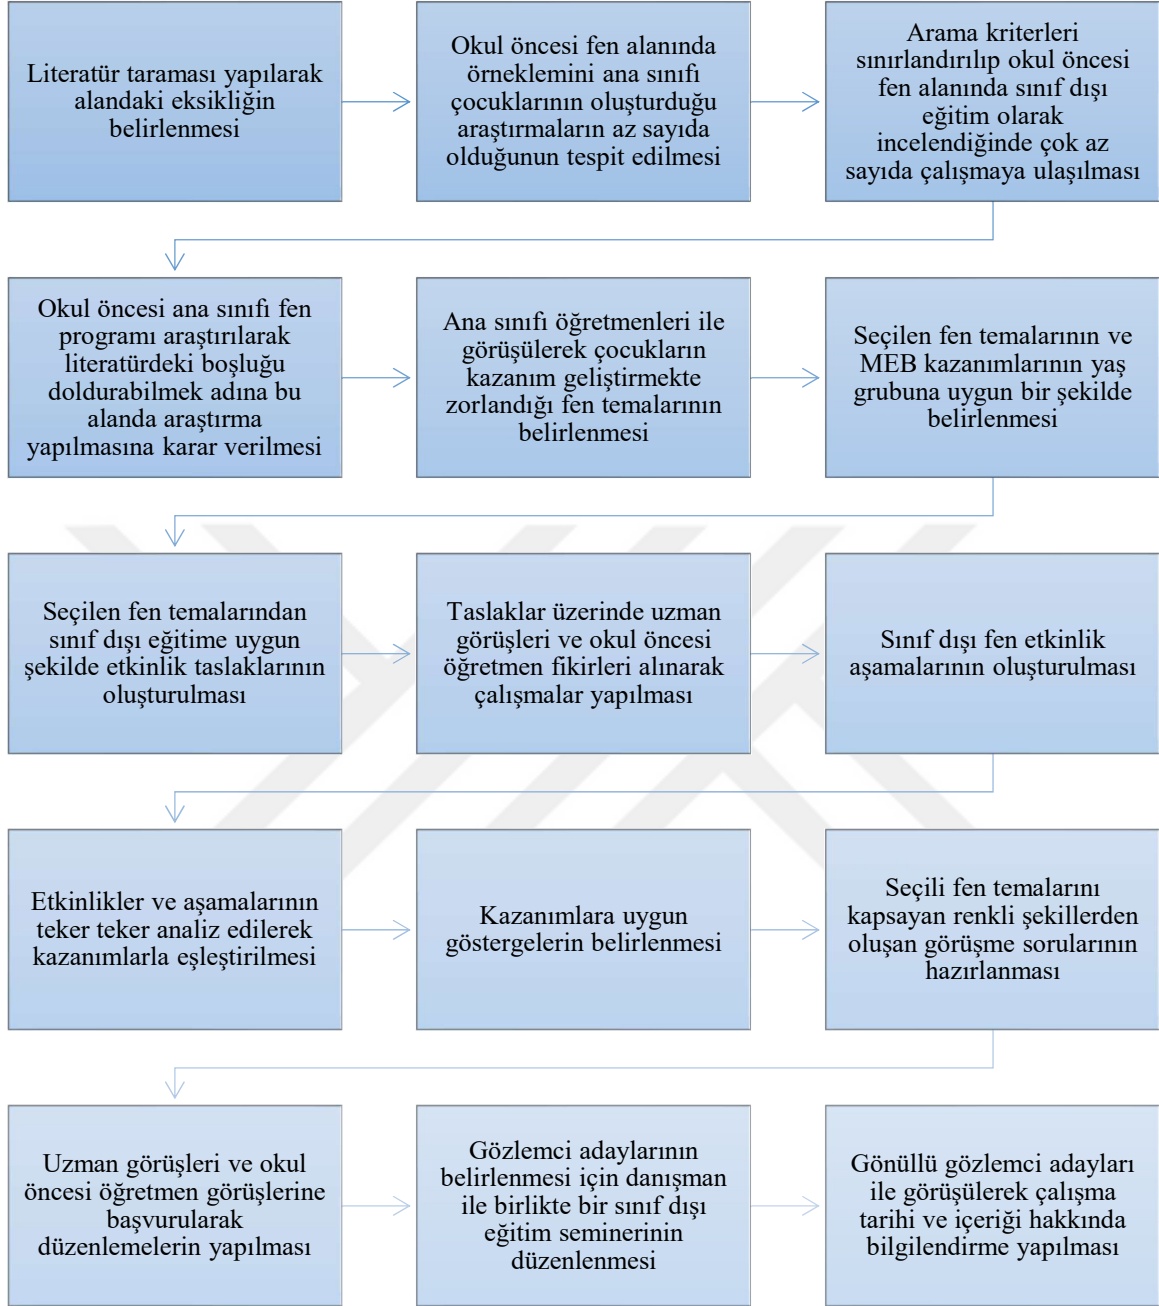 Literatür taraması yapılarak
alandaki eksikliğin
belirlenmesi
Okul öncesi fen alanında
örneklemini ana sınıfı
çocuklarının oluşturduğu
araştırmaların az sayıda
olduğunun tespit edilmesi
Arama kriterleri
sınırlandırılıp okul öncesi
fen alanında sınıf dışı
eğitim olarak
incelendiğinde çok az
sayıda çalışmaya ulaşılması
Okul öncesi ana sınıfı fen
programı araştırılarak
literatürdeki boşluğu
doldurabilmek adına bu
alanda araştırma
yapılmasına karar verilmesi
Ana sınıfı öğretmenleri ile
görüşülerek çocukların
kazanım geliştirmekte
zorlandığı fen temalarının
belirlenmesi
Seçilen fen temalarının ve
MEB kazanımlarının yaş
grubuna uygun bir şekilde
belirlenmesi
Seçilen fen temalarından
sınıf dışı eğitime uygun
şekilde etkinlik taslaklarının
oluşturulması
Taslaklar üzerinde uzman
görüşleri ve okul öncesi
öğretmen fikirleri alınarak
çalışmalar yapılması
Sınıf dışı fen etkinlik
aşamalarının oluşturulması
Etkinlikler ve aşamalarının
teker teker analiz edilerek
kazanımlarla eşleştirilmesi
Kazanımlara uygun
göstergelerin belirlenmesi
Seçili fen temalarını
kapsayan renkli şekillerden
oluşan görüşme sorularının
hazırlanması
Uzman görüşleri ve okul
öncesi öğretmen görüşlerine
başvurularak
düzenlemelerin yapılması
Gözlemci adaylarının
belirlenmesi için danışman
ile birlikte bir sınıf dışı
eğitim seminerinin
düzenlenmesi
Gönüllü gözlemci adayları
ile görüşülerek çalışma
tarihi ve içeriği hakkında
bilgilendirme yapılması